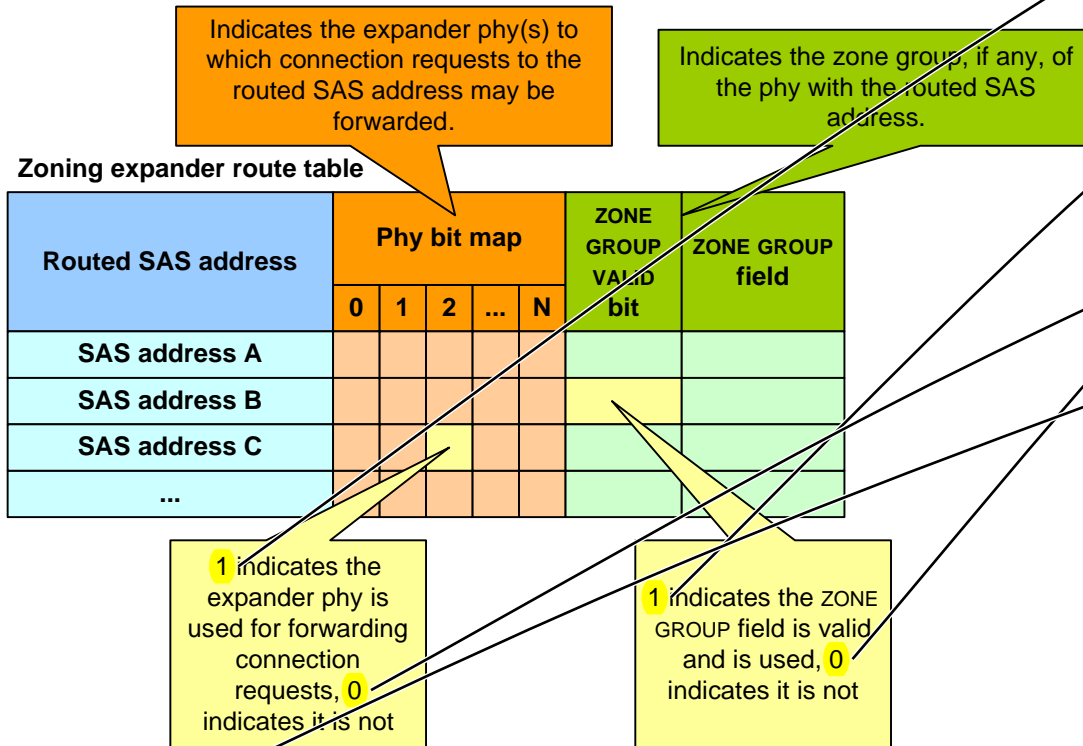 Indicates the expander phy(s) to
which connection requests to the
routed SAS address may be
forwarded.
Indicates the zone group, if any, of
the phy with the routed SAS
address.
Zoning expander route table
Routed SAS address
Phy bit map
0 1 2 ... N
ZONE
GROUP
VALID
bit
ZONE GROUP
field
SAS address A
SAS address B
SAS address C
...
1 indicates the
expander phy is
used for forwarding
connection
requests, 0
indicates it is not
1 indicates the ZONE
GROUP field is valid
and is used, 0
indicates it is not